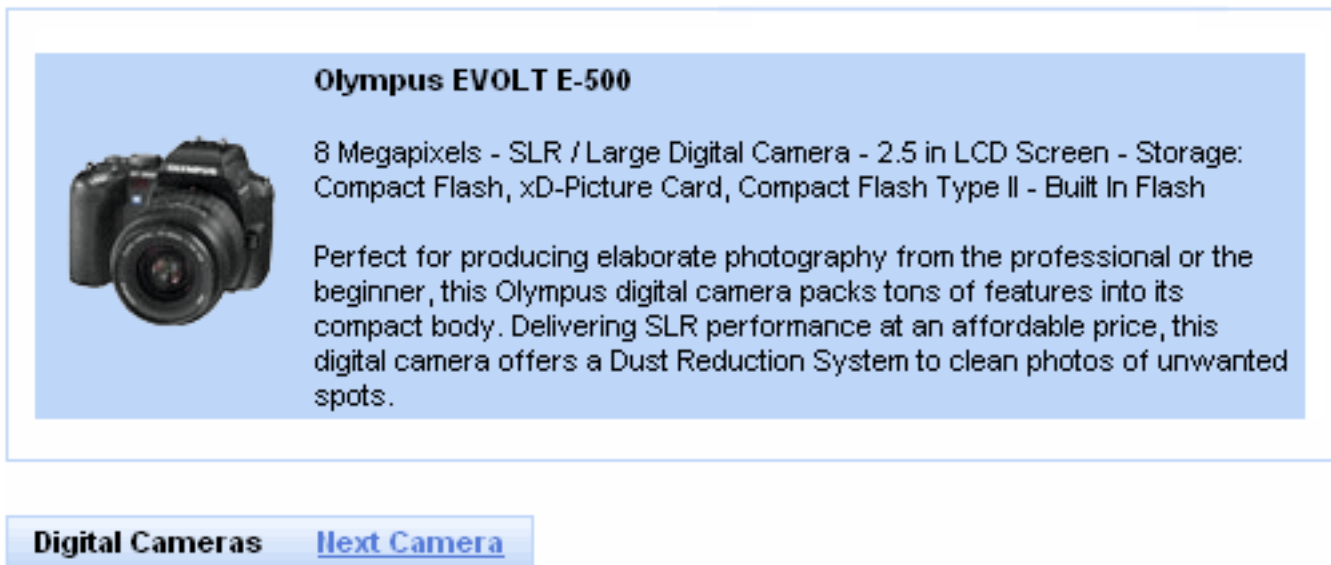 Olympus EVOLT E-500
8 Megapixels - SLR / Large Digital Camera - 2.5 in LCD Screen - Storage:
Compact Flash, xD-Picture Card, Compact Flash Type II - Built In Flash
Perfect for producing elaborate photography from the professional or the
beginner, this Olympus digital camera packs tons of features into its
compact body. Delivering SLR performance at an affordable price, this
digital camera offers a Dust Reduction System to clean photos of unwanted
spots.
OLYMPUS
Digital Cameras Next Camera